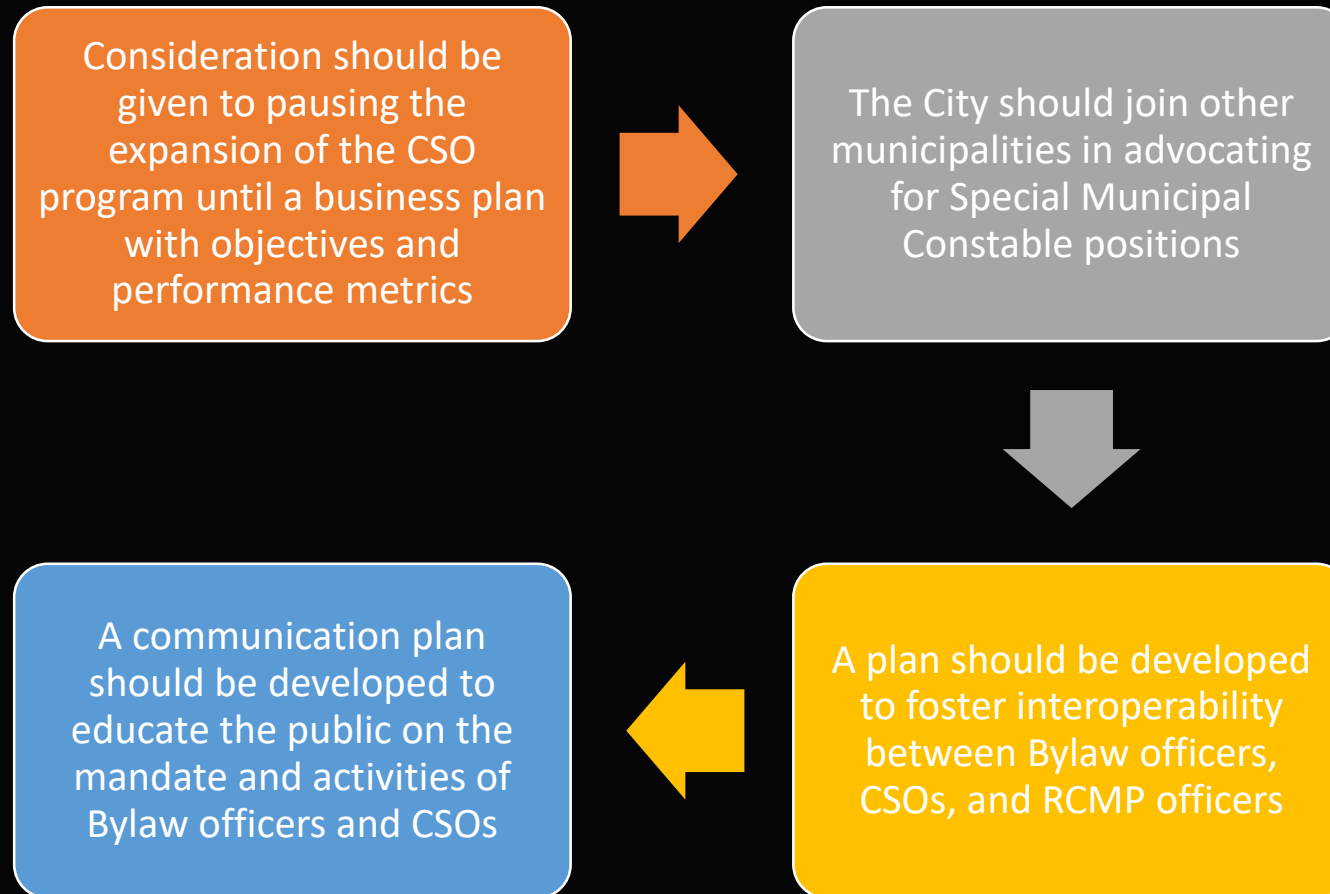 Consideration should be
given to pausing the
expansion of the CSO
program until a business plan
with objectives and
performance metrics
The City should join other
municipalities in advocating
for Special Municipal
Constable positions
A plan should be developed
to foster interoperability
between Bylaw officers,
CSOs, and RCMP officers
A communication plan
should be developed to
educate the public on the
mandate and activities of
Bylaw officers and CSOs